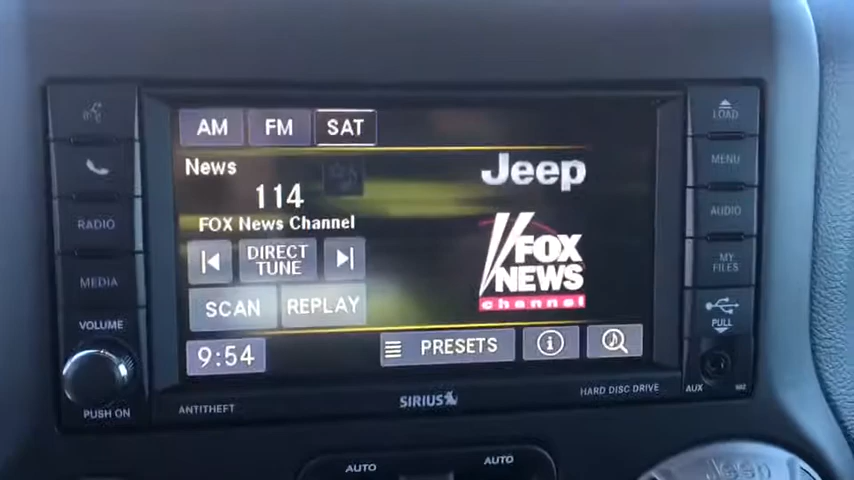 AM FM SAT
News
114
FOX News Channel
DIRECT TUNE
SCAN REPLAY
9:54
PRESETS
Jeep
FOX
NEWS
channel
RADIO
MEDIA
VOLUME
PUSH ON
LOAD
MENU
AUDIO
MY
FILES
PULL
AUX
ANTITHEFT
SIRIUS
HARD DISC DRIVE
AUTO AUTO
Jeep